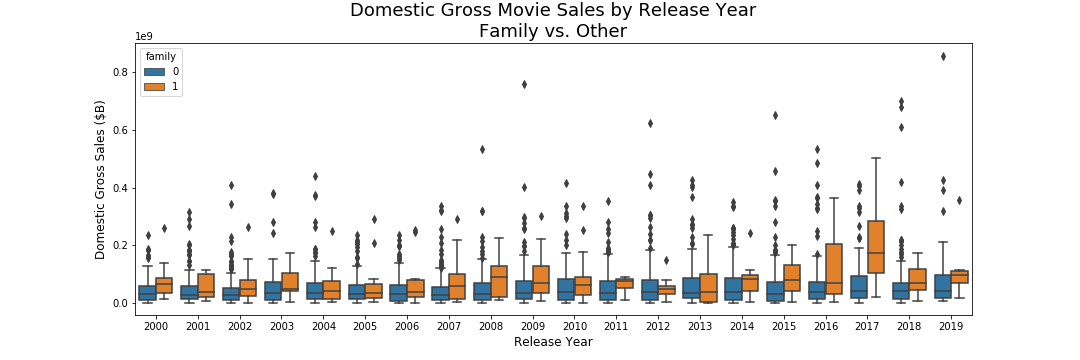 Domestic Gross Movie Sales by Release Year
Family vs. Other
1e9
family
0
1
0.8
0.6
0.4
0.2
0.0
Domestic Gross Sales ($B)
2000 2001 2002 2003 2004 2005 2006 2007 2008 2009 2010 2011 2012 2013 2014 2015 2016 2017 2018 2019
Release Year